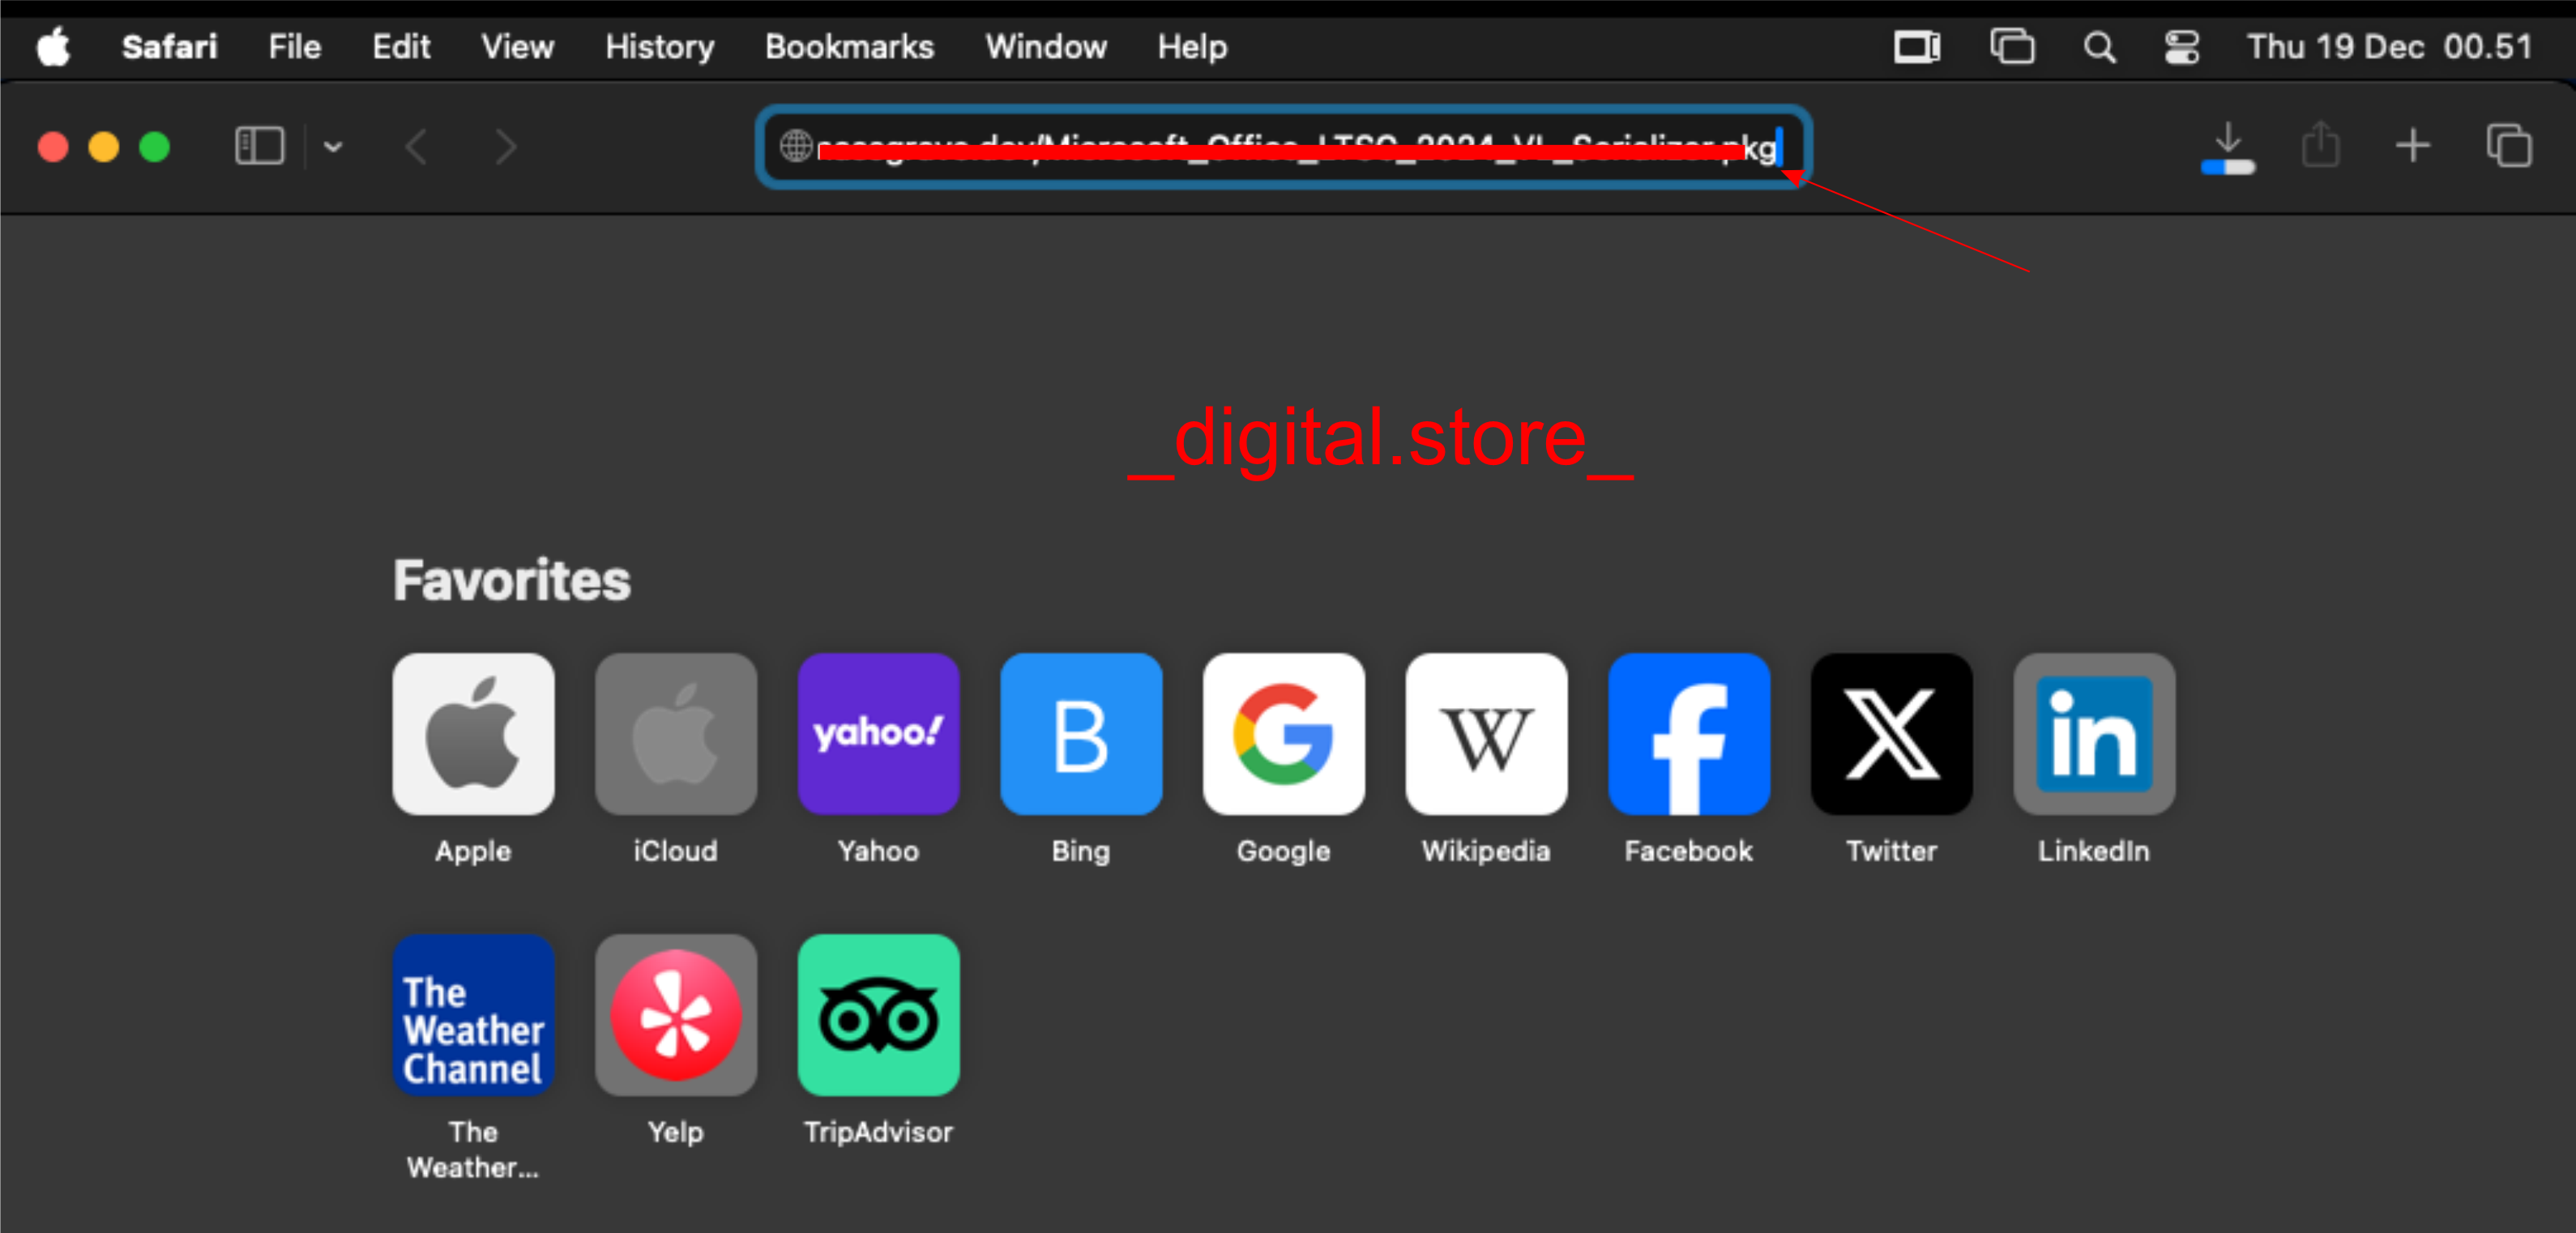 Safari File Edit View History Bookmarks Window Help Thu 19 Dec 00.51
kg
_digital.store_
Favorites
yahoo!
B
G
W
f
X
in
Apple iCloud Yahoo Bing Google Wikipedia Facebook Twitter LinkedIn
The
Weather
Channel
The
Weather...
Yelp TripAdvisor